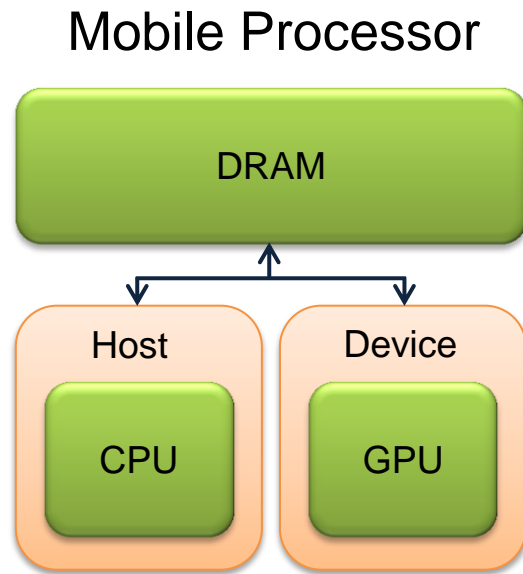 Mobile Processor
DRAM
Host
Device
CPU
GPU